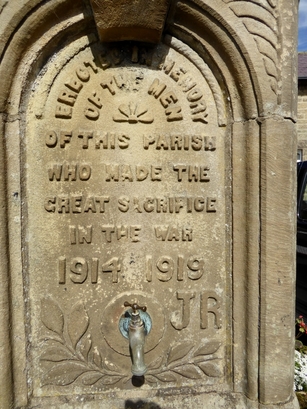 ERECTED IN MEMORY
OF THE MEN
OF THIS PARISH
WHO MADE THE
GREAT SACRIFICE
IN THE WAR
1914 1919
JR